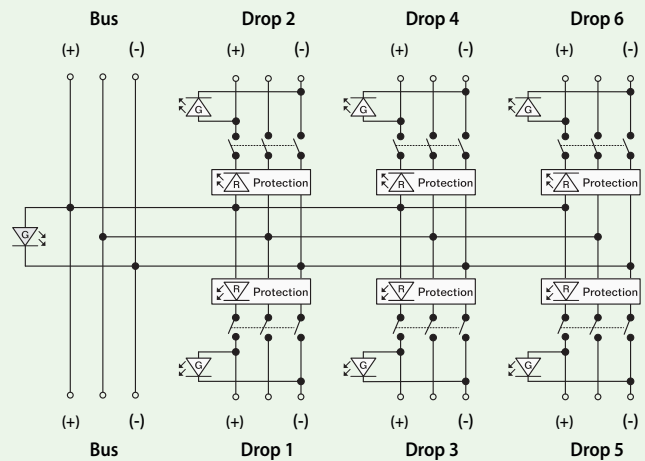 Bus Drop 2 Drop 4 Drop 6
(+) (-) (+) (-) (+) (-) (+) (-)
G G G
R Protection R Protection R Protection
G
R Protection R Protection R Protection
G G G
(+) (-) (+) (-) (+) (-) (+) (-)
Bus Drop 1 Drop 3 Drop 5